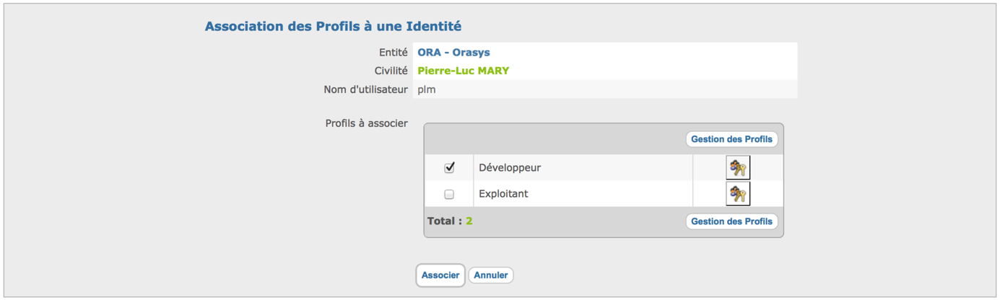 Association des Profils à une Identité
Entité ORA - Orasys
Civilité Pierre-Luc MARY
Nom d'utilisateur plm
Profils à associer
Gestion des Profils
Développeur
Exploitant
Total : 2 Gestion des Profils
Associer Annuler